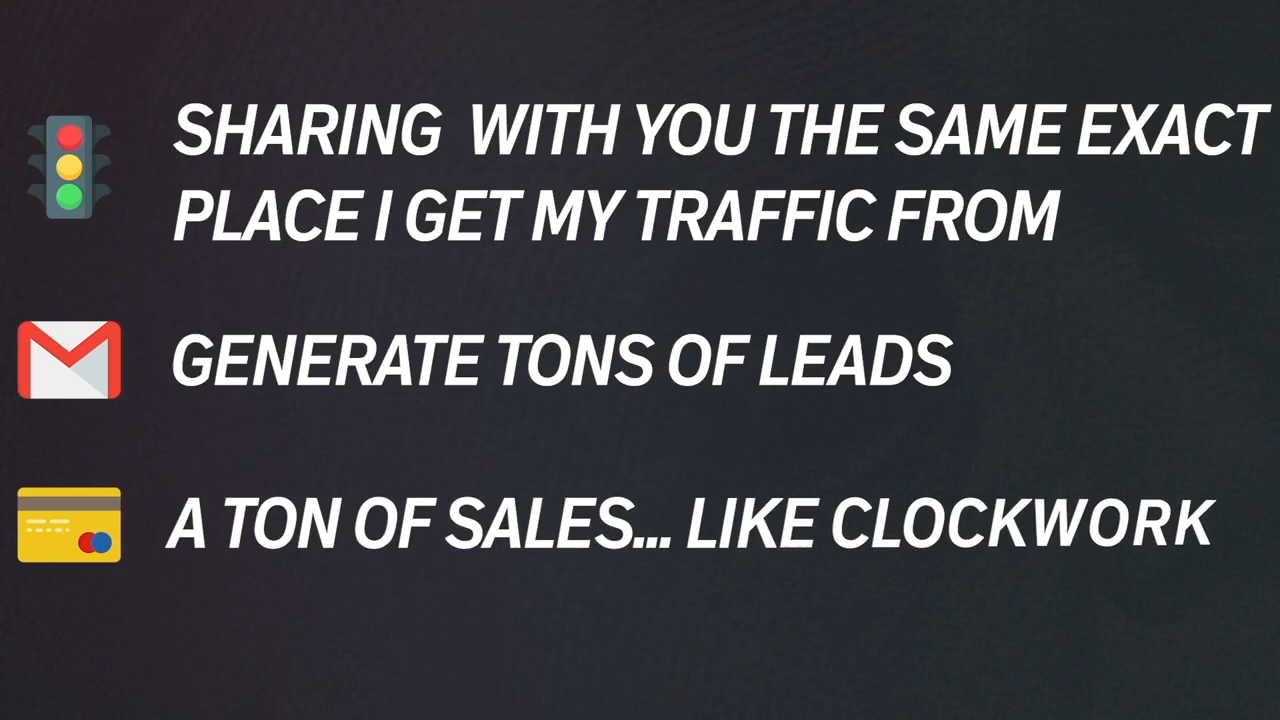 SHARING WITH YOU THE SAME EXACT
PLACE I GET MY TRAFFIC FROM
GENERATE TONS OF LEADS
A TON OF SALES... LIKE CLOCKWORK